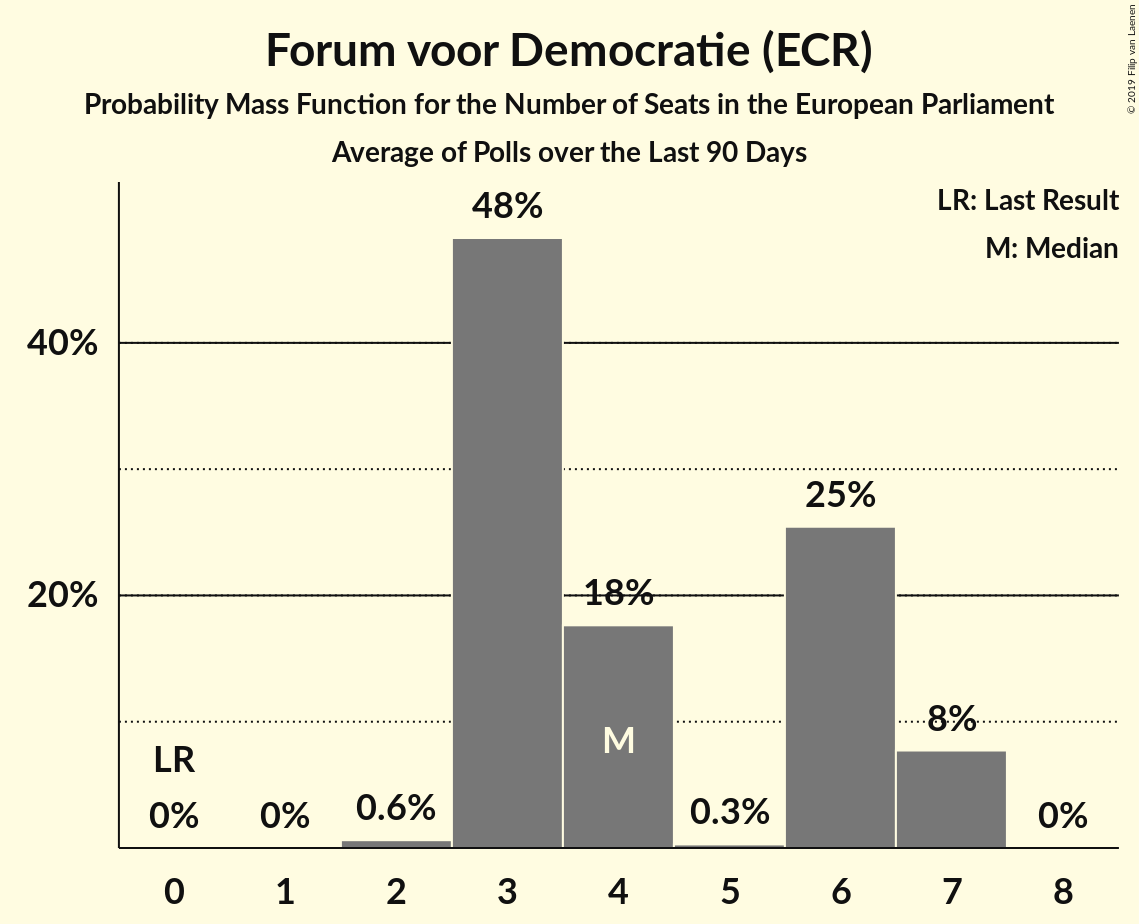 Forum voor Democratie (ECR)
Probability Mass Function for the Number of Seats in the European Parliament
Average of Polls over the Last 90 Days
© 2019 Filip van Laenen
LR: Last Result
M: Median
48%
40%
25%
20%
18%
8%
M
LR
0%
0%
0.6%
0.3%
0%
0 1 2 3 4 5 6 7 8